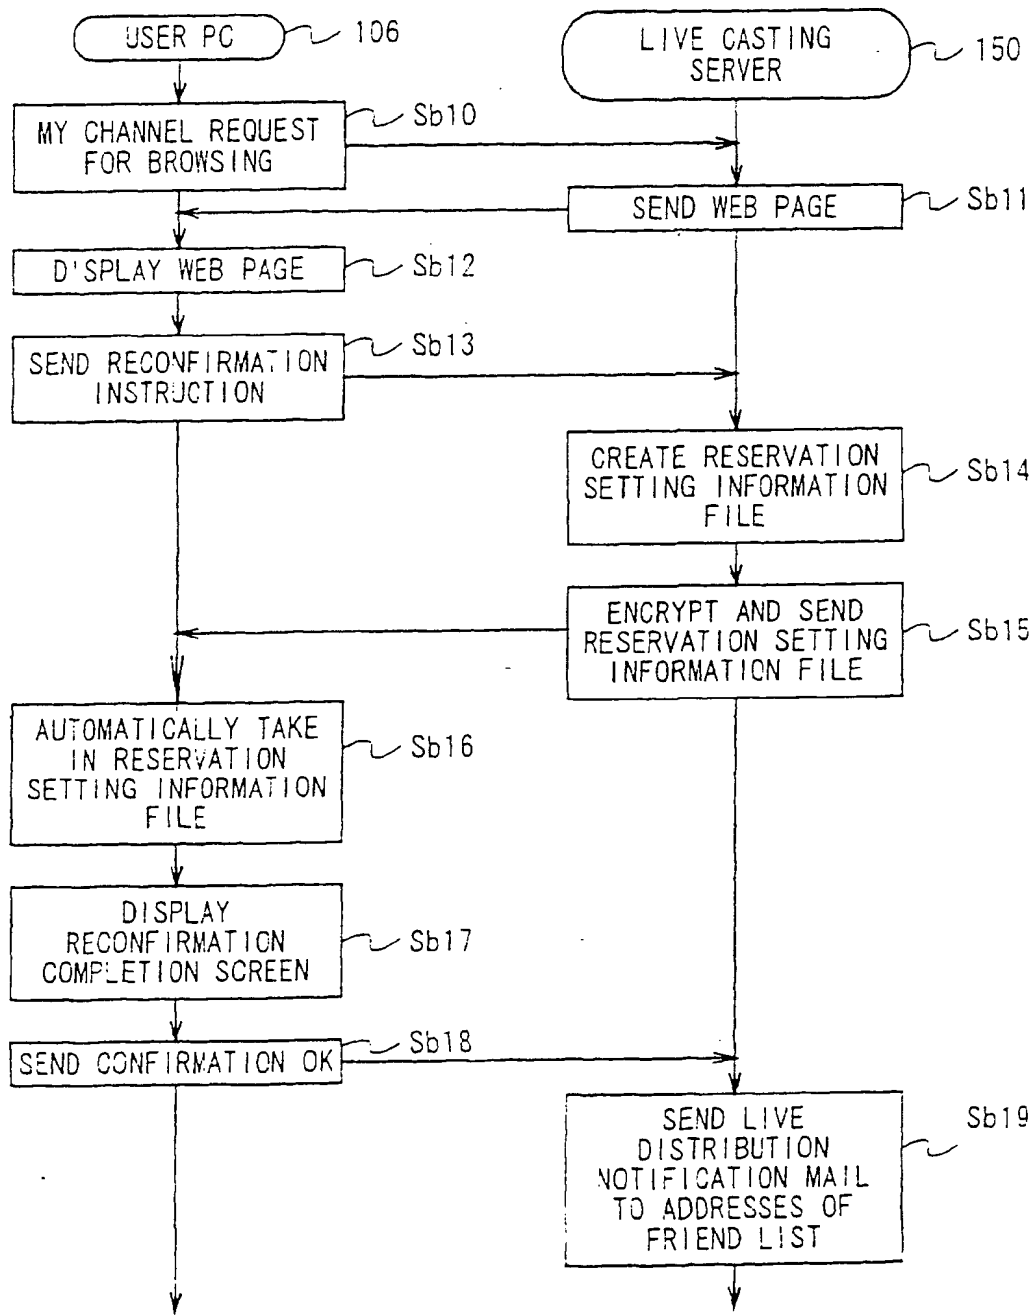 USER PC
106
LIVE CASTING
SERVER
150
MY CHANNEL REQUEST
FOR BROWSING
Sb10
SEND WEB PAGE
Sb11
D'SPLAY WEB PAGE
Sb12
SEND RECONFIRMATION
INSTRUCTION
Sb13
CREATE RESERVATION
SETTING INFORMATION
FILE
Sb14
ENCRYPT AND SEND
RESERVATION SETTING
INFORMATION FILE
Sb15
AUTOMATICALLY TAKE
IN RESERVATION
SETTING INFORMATION
FILE
Sb16
DISPLAY
RECONFIRMATION
COMPLETION SCREEN
Sb17
SEND CONFIRMATION OK
Sb18
SEND LIVE
DISTRIBUTION
NOTIFICATION MAIL
TO ADDRESSES OF
FRIEND LIST
Sb19